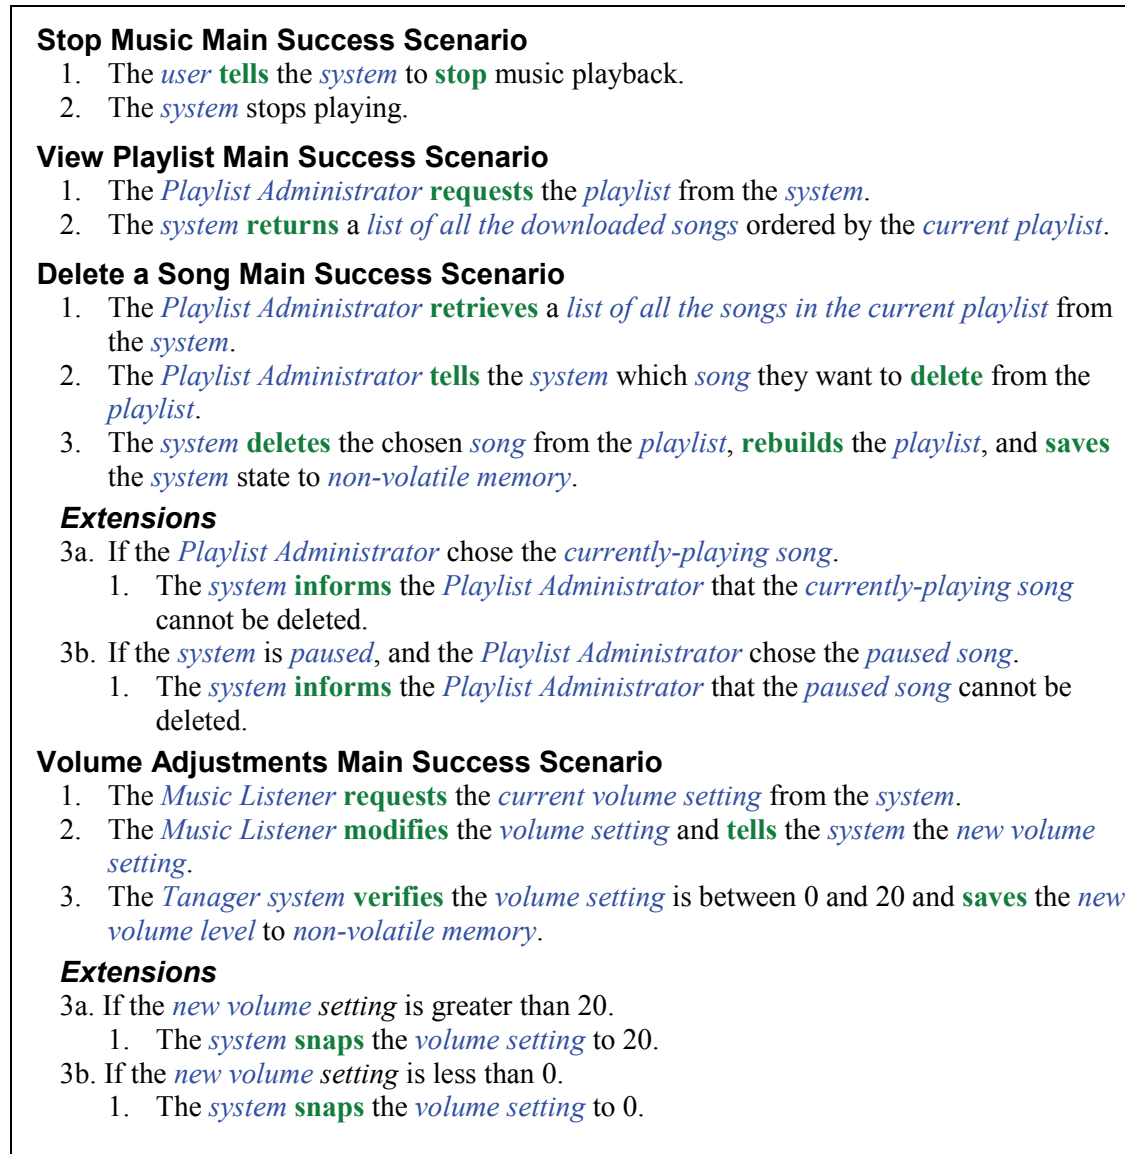 Stop Music Main Success Scenario
1. The user tells the system to stop music playback.
2. The system stops playing.
View Playlist Main Success Scenario
1. The Playlist Administrator requests the playlist from the system.
2. The system returns a list of all the downloaded songs ordered by the current playlist.
Delete a Song Main Success Scenario
1. The Playlist Administrator retrieves a list of all the songs in the current playlist from
the system.
2. The Playlist Administrator tells the system which song they want to delete from the
playlist.
3. The system deletes the chosen song from the playlist, rebuilds the playlist, and saves
the system state to non-volatile memory.
Extensions
3a. If the Playlist Administrator chose the currently-playing song.
1. The system informs the Playlist Administrator that the currently-playing song
cannot be deleted.
3b. If the system is paused, and the Playlist Administrator chose the paused song.
1. The system informs the Playlist Administrator that the paused song cannot be
deleted.
Volume Adjustments Main Success Scenario
1. The Music Listener requests the current volume setting from the system.
2. The Music Listener modifies the volume setting and tells the system the new volume
setting.
3. The Tanager system verifies the volume setting is between 0 and 20 and saves the new
volume level to non-volatile memory.
Extensions
3a. If the new volume setting is greater than 20.
1. The system snaps the volume setting to 20.
3b. If the new volume setting is less than 0.
1. The system snaps the volume setting to 0.